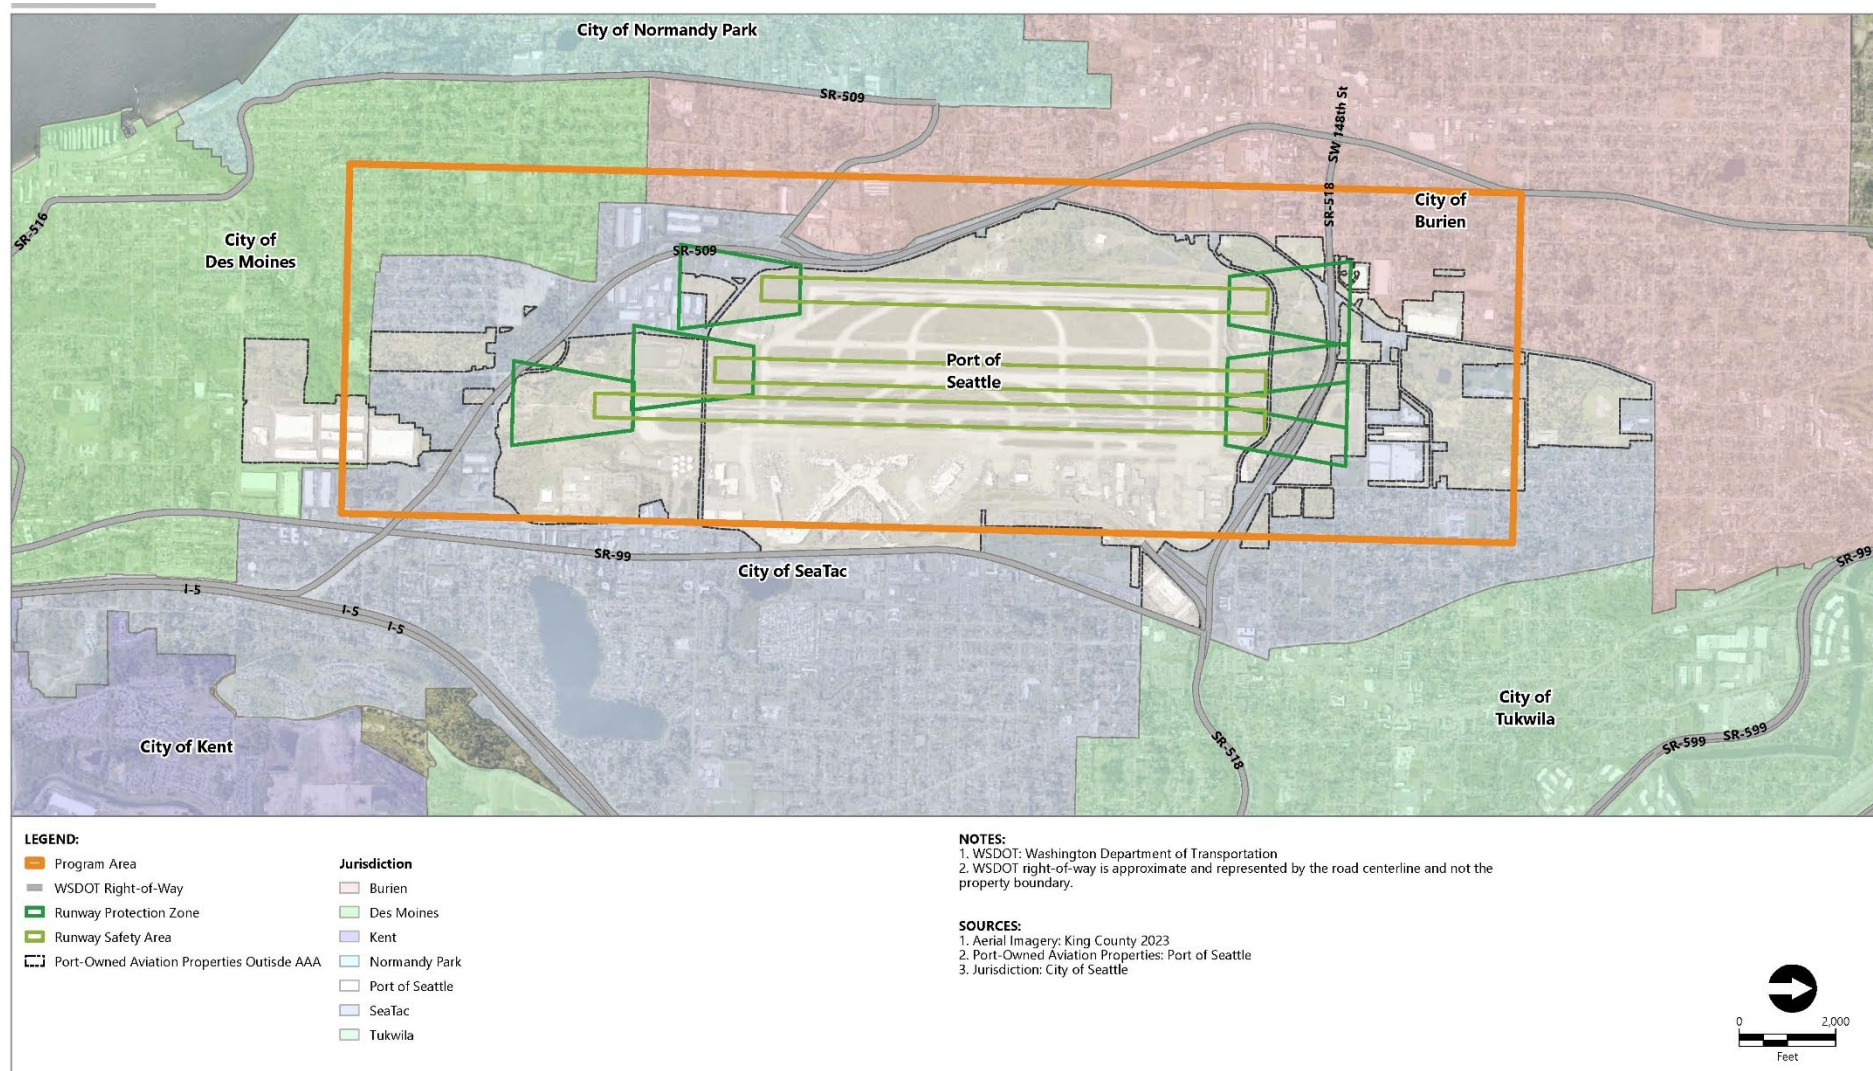 City of Normandy Park
SR-509
SW 148th St
SR-518
City of
Burien
SR-516
City of
Des Moines
SR-509
Port of
Seattle
SR-99
City of SeaTac
SR-99
I-5
I-5
I-5
City of
Tukwila
City of Kent
SR-518
SR-599
SR-599
LEGEND:
Program Area
WSDOT Right-of-Way
Runway Protection Zone
Runway Safety Area
Port-Owned Aviation Properties Outisde AAA
Jurisdiction
Burien
Des Moines
Kent
Normandy Park
Port of Seattle
SeaTac
Tukwila
NOTES:
1. WSDOT: Washington Department of Transportation
2. WSDOT right-of-way is approximate and represented by the road centerline and not the
property boundary.
SOURCES:
1. Aerial Imagery: King County 2023
2. Port-Owned Aviation Properties: Port of Seattle
3. Jurisdiction: City of Seattle
0 2,000
Feet